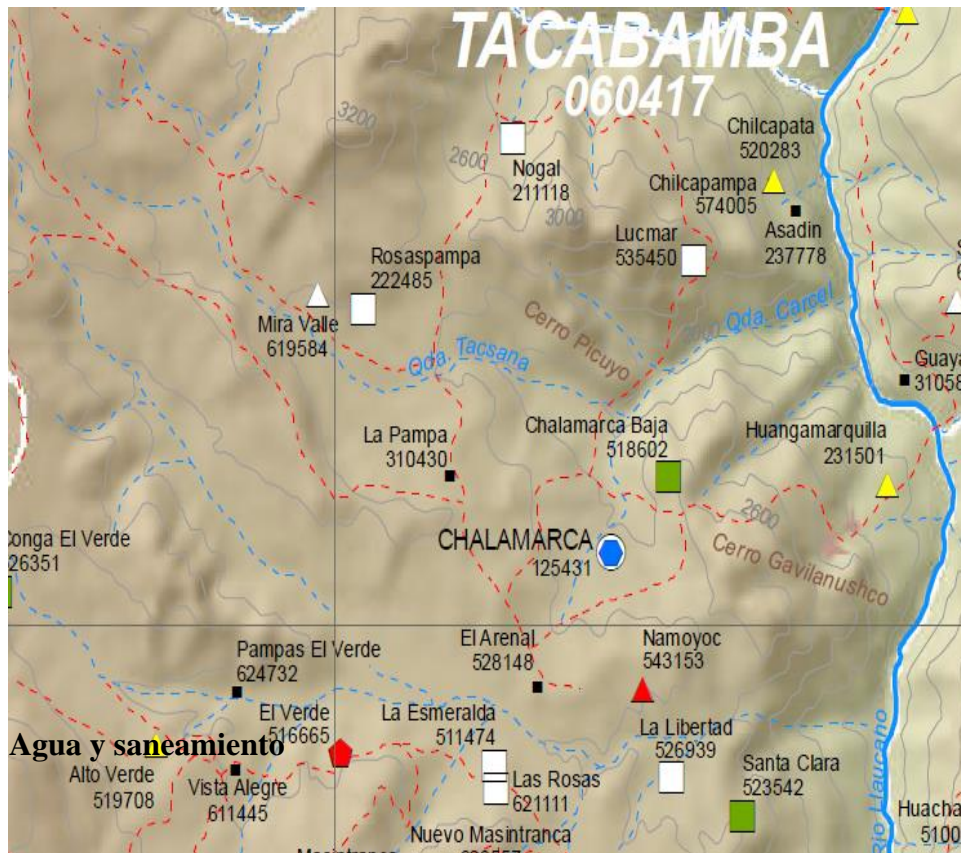 TACABAMBA
060417
3200
2600
Nogal
211118
Chilcapata
520283
Chilcapampa
574005
3000
Asadin
237778
Lucmar
535450
Rosaspampa
222485
Mira Valle
619584
Cerro Picuyo
Qda. Carcel
Qda. Tacsana
Guaya
31058
La Pampa
310430
Chalamarca Baja
518602
Huangamarquilla
231501
2600
Conga El Verde
26351
CHALAMARCA
125431
Cerro Gavilanushco
Pampas El Verde
624732
El Arenal
528148
Namoyoc
543153
El Verde
516665
La Esmeralda
511474
La Libertad
526939
Agua y saneamiento
Alto Verde
519708
Vista Alegre
611445
Las Rosas
621111
Santa Clara
523542
Rio Llaucano
Huacha
5100
Nuevo Masintranca